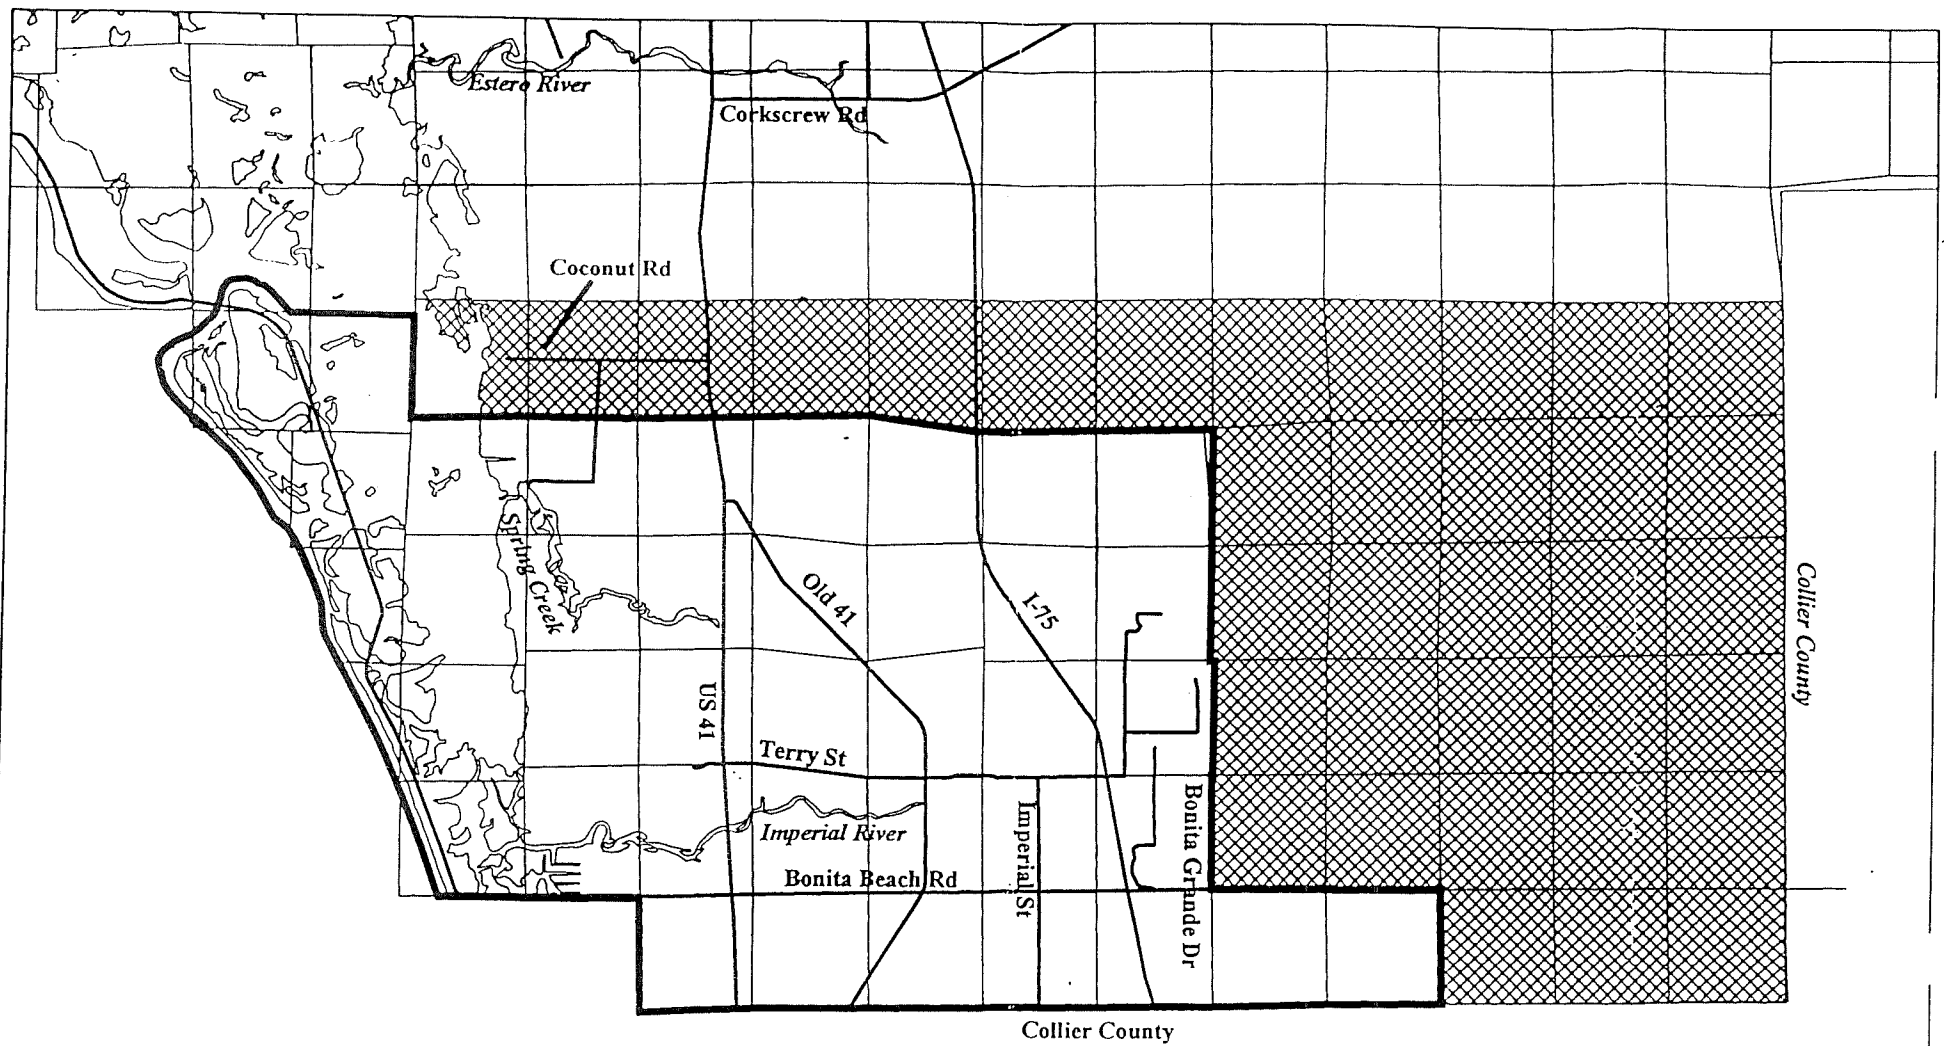 Estero River
Corkscrew Rd
Coconut Rd
Spring Creek
Old 41
I-75
Collier County
US 41
Terry St
Imperial River
Imperial St
Bonita Grande Dr
Bonita Beach Rd
Collier County